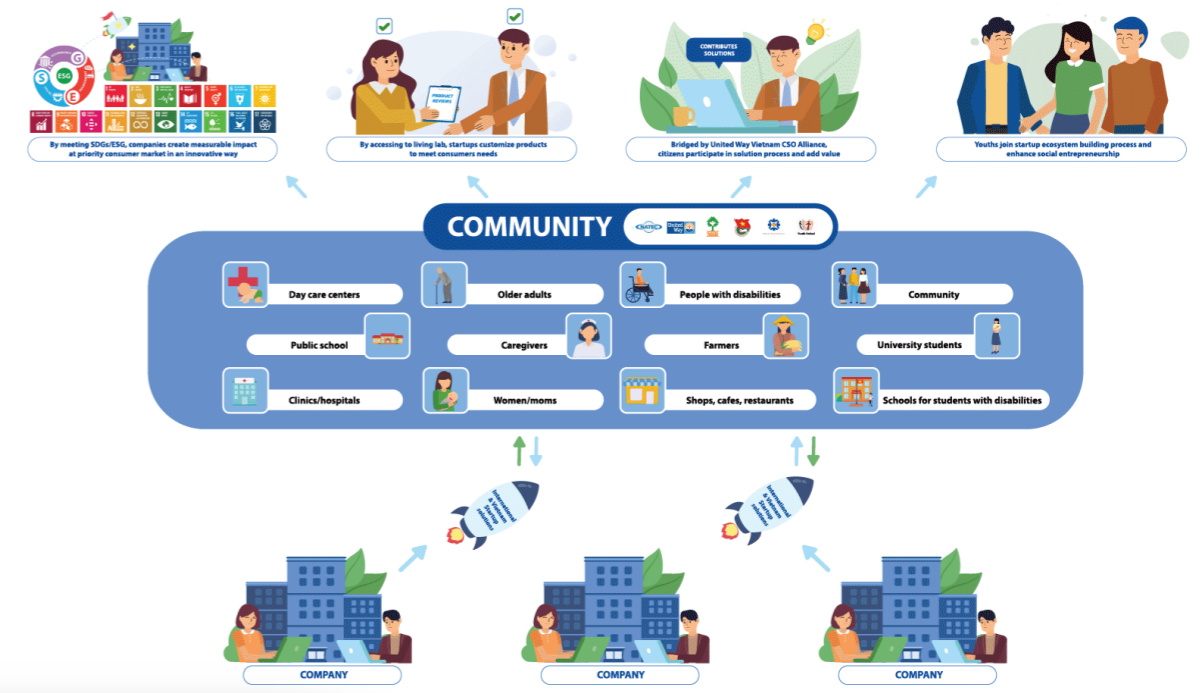 ESG
G
S
E
PRODUCT
REVIEWS
CONTRIBUTES
SOLUTIONS
By meeting SDGs/ESG, companies create measurable impact
at priority consumer market in an innovative way
By accessing to living lab, startups customize products
to meet consumers needs
Bridged by United Way Vietnam CSO Alliance,
citizens participate in solution process and add value
Youths join startup ecosystem building process and
enhance social entrepreneurship
COMMUNITY
NATEC
United
Way
Day care centers
Older adults
People with disabilities
Community
Public school
Caregivers
Farmers
University students
Clinics/hospitals
Women/moms
Shops, cafes, restaurants
Schools for students with disabilities
International
& Vietnam
Startup
solutions
International
& Vietnam
Startup
solutions
COMPANY
COMPANY
COMPANY